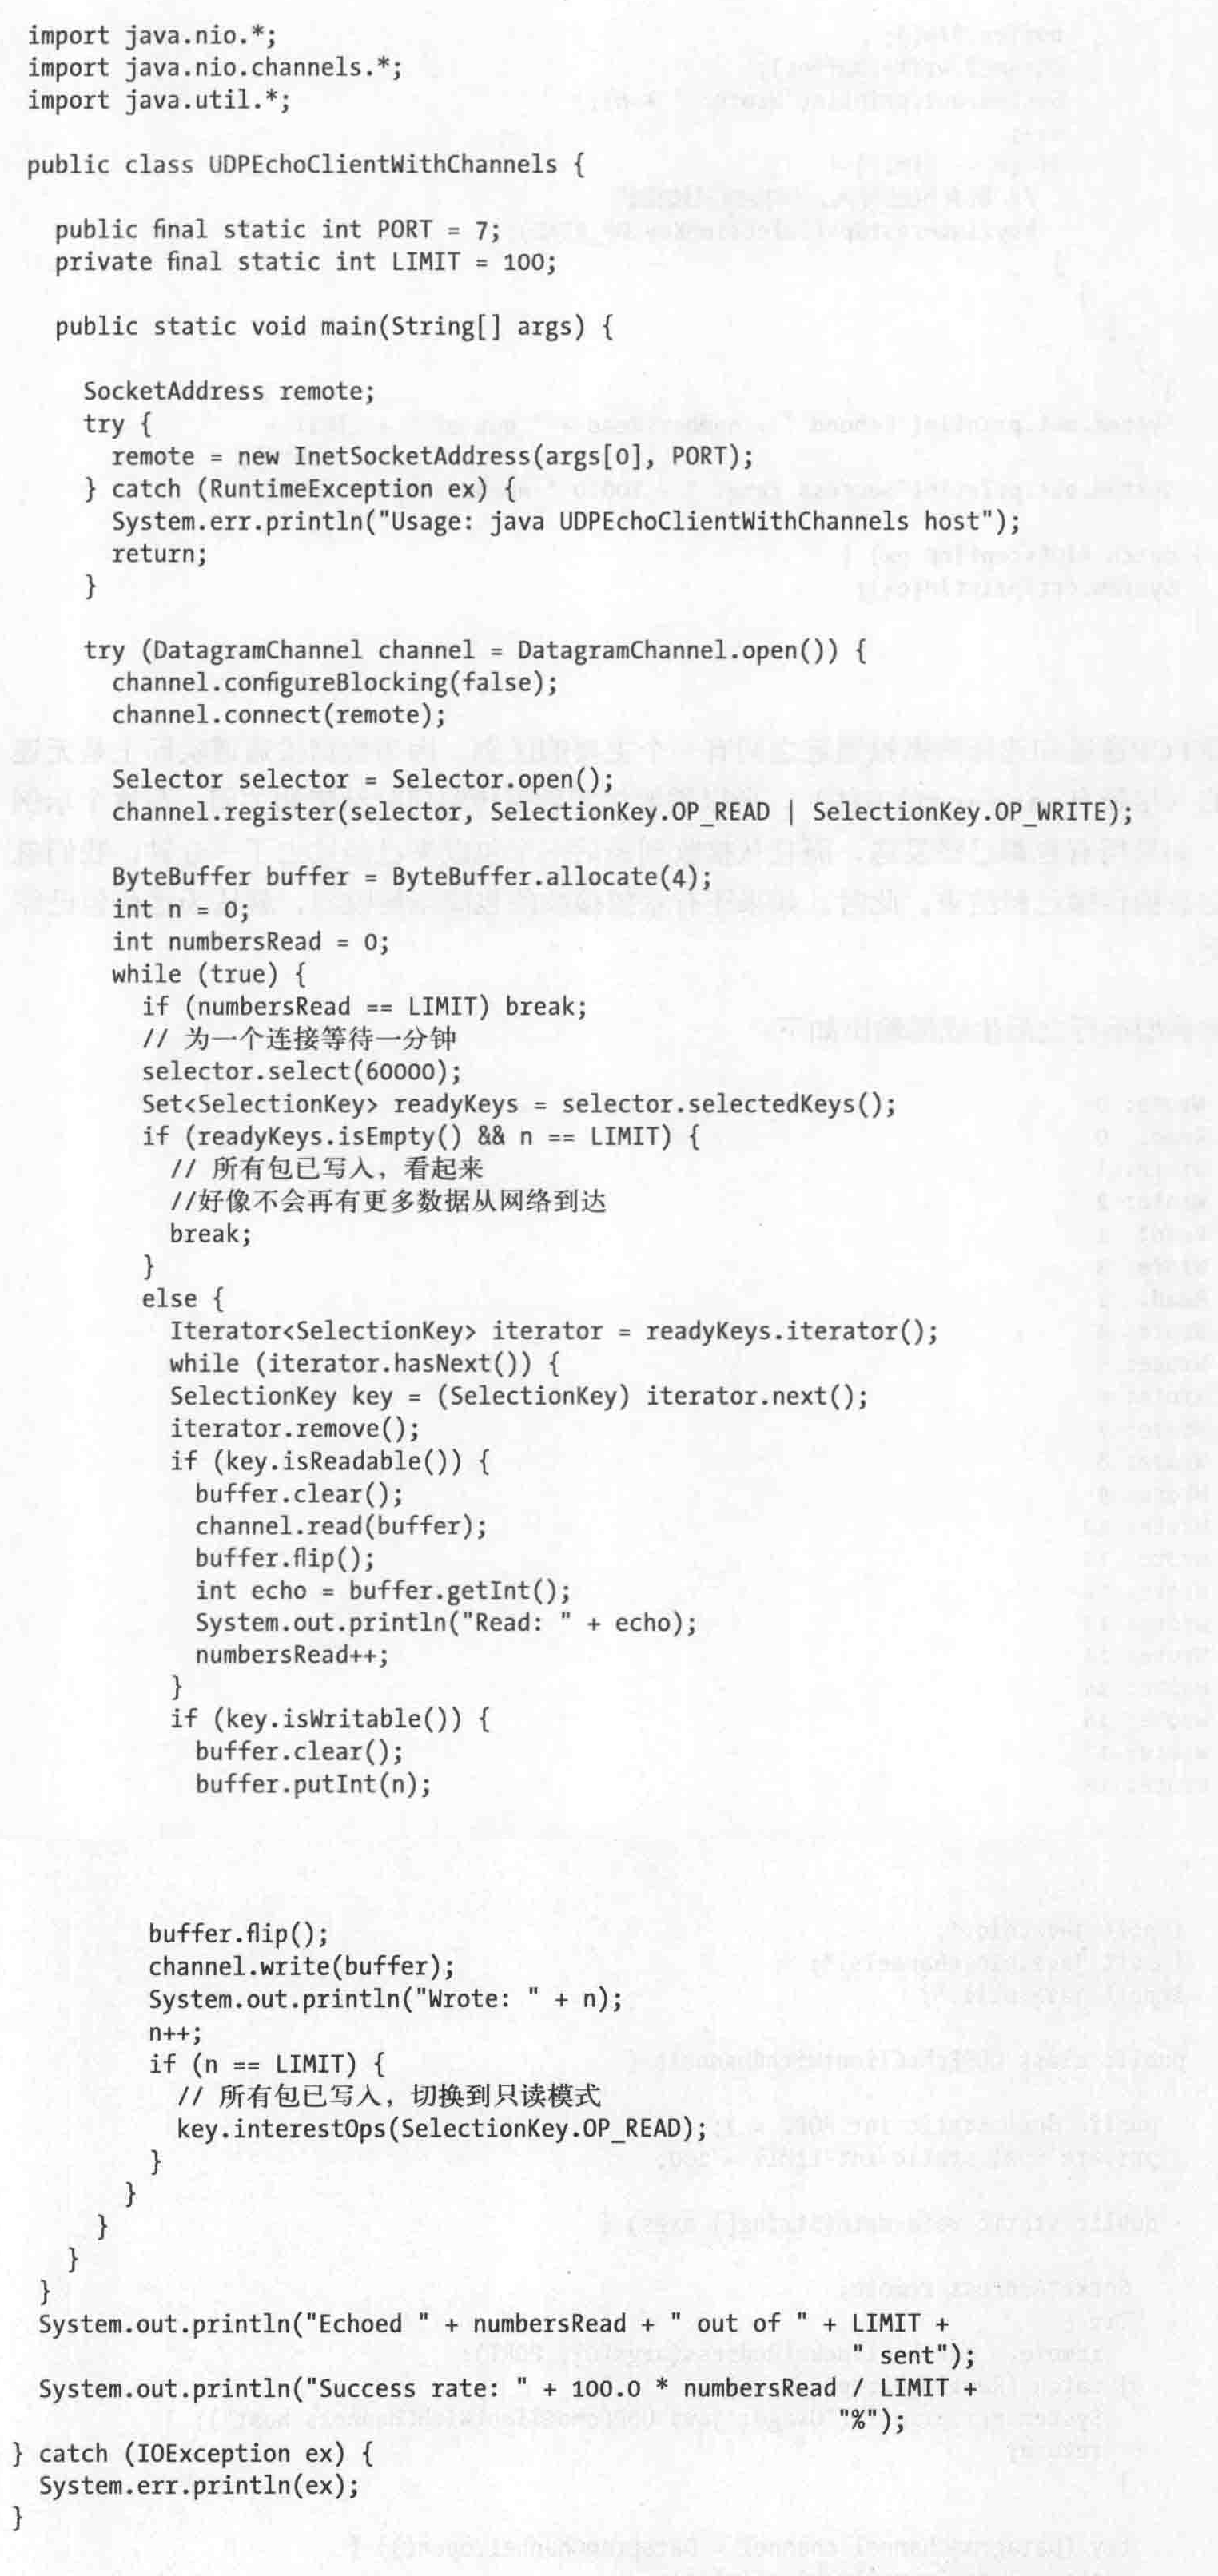 import java.nio.*;
import java.nio.channels.*;
import java.util.*;

public class UDPEchoClientWithChannels {

  public final static int PORT = 7;
  private final static int LIMIT = 100;

  public static void main(String[] args) {

    SocketAddress remote;
    try {
      remote = new InetSocketAddress(args[0], PORT);
    } catch (RuntimeException ex) {
      System.err.println("Usage: java UDPEchoClientWithChannels host");
      return;
    }

    try (DatagramChannel channel = DatagramChannel.open()) {
      channel.configureBlocking(false);
      channel.connect(remote);

      Selector selector = Selector.open();
      channel.register(selector, SelectionKey.OP_READ | SelectionKey.OP_WRITE);

      ByteBuffer buffer = ByteBuffer.allocate(4);
      int n = 0;
      int numbersRead = 0;
      while (true) {
        if (numbersRead == LIMIT) break;
        // 为一个连接等待一分钟
        selector.select(60000);
        Set<SelectionKey> readyKeys = selector.selectedKeys();
        if (readyKeys.isEmpty() && n == LIMIT) {
          // 所有包已写入，看起来
          //好像不会再有更多数据从网络到达
          break;
        }
        else {
          Iterator<SelectionKey> iterator = readyKeys.iterator();
          while (iterator.hasNext()) {
          SelectionKey key = (SelectionKey) iterator.next();
          iterator.remove();
          if (key.isReadable()) {
            buffer.clear();
            channel.read(buffer);
            buffer.flip();
            int echo = buffer.getInt();
            System.out.println("Read: " + echo);
            numbersRead++;
          }
          if (key.isWritable()) {
            buffer.clear();
            buffer.putInt(n);
            buffer.flip();
            channel.write(buffer);
            System.out.println("Wrote: " + n);
            n++;
            if (n == LIMIT) {
              // 所有包已写入，切换到只读模式
              key.interestOps(SelectionKey.OP_READ);
            }
          }
        }
      }
    }
    System.out.println("Echoed " + numbersRead + " out of " + LIMIT +
                                                " sent");
    System.out.println("Success rate: " + 100.0 * numbersRead / LIMIT +
                                                "%");
  } catch (IOException ex) {
    System.err.println(ex);
  }